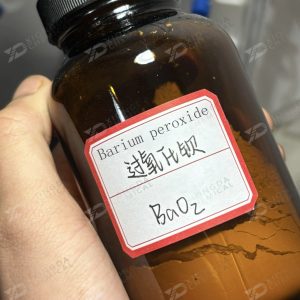 Barium peroxide
过氧化钡
BaO2